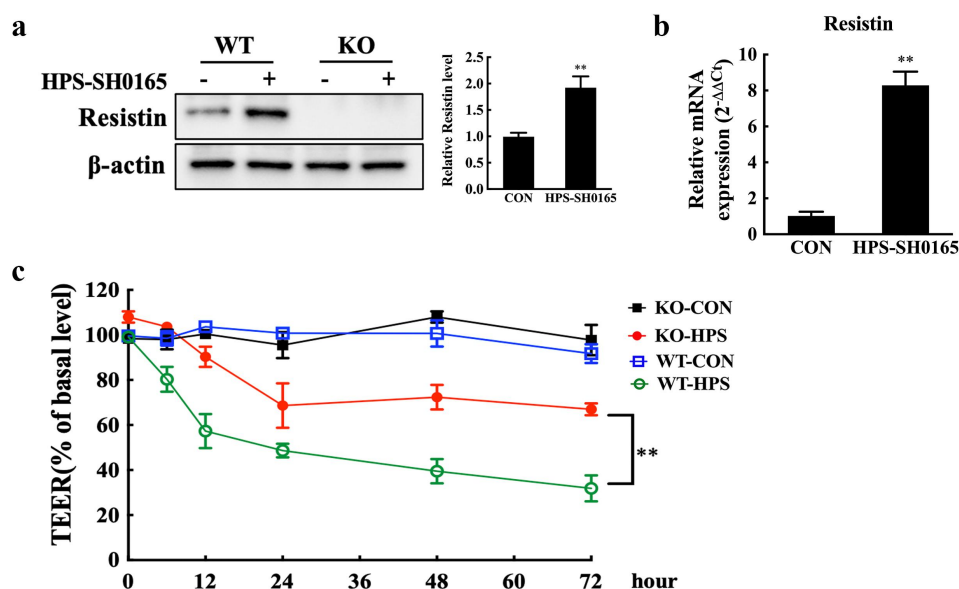 a
WT KO
HPS-SH0165 - + - +
Resistin
β-actin
Relative Resistin level
2.5
2.0
1.5
1.0
0.5
0.0
**
CON HPS-SH0165
b
Resistin
Relative mRNA
expression (2-ΔΔCt)
10
8
6
4
2
0
**
CON HPS-SH0165
c
TEER(% of basal level)
120
100
80
60
40
20
0
0 12 24 36 48 60 72 hour
KO-CON
KO-HPS
WT-CON
WT-HPS
**